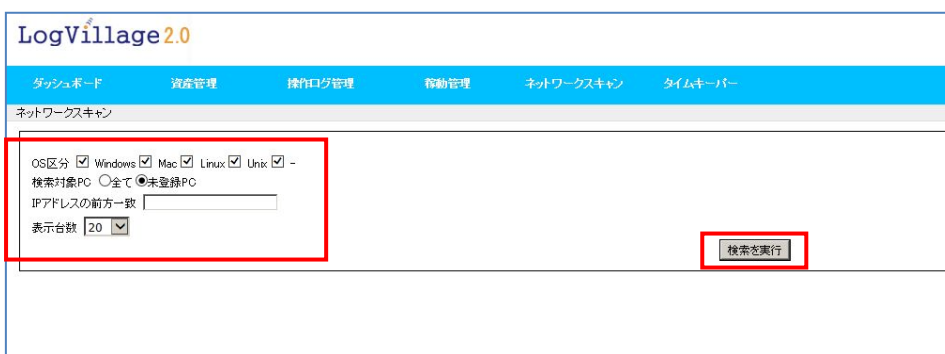 LogVillage 2.0
ダッシュボード 資産管理 操作ログ管理 稼動管理 ネットワークスキャン タイムキーパー
ネットワークスキャン
OS区分 Windows Mac Linux Unix -
検索対象PC 全て 未登録PC
IPアドレスの前方一致
表示台数 20
検索を実行